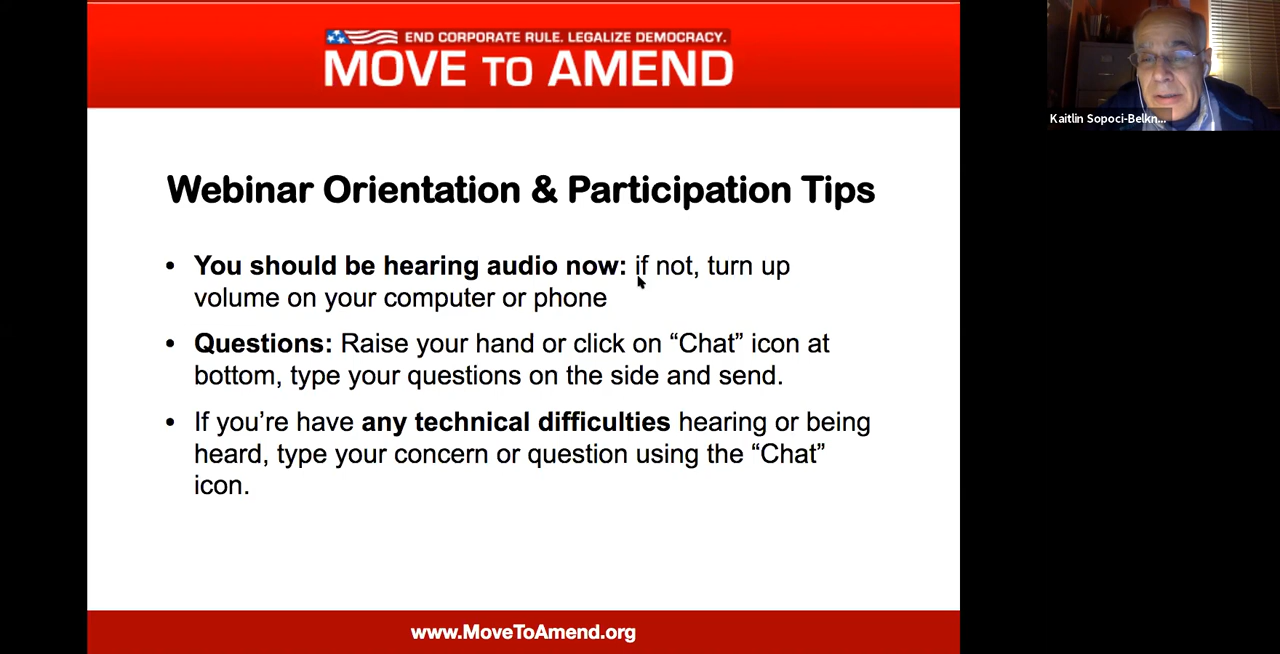 END CORPORATE RULE. LEGALIZE DEMOCRACY.
MOVE TO AMEND
Kaitlin Sopoci-Belkn...
Webinar Orientation & Participation Tips
• You should be hearing audio now: if not, turn up
volume on your computer or phone
• Questions: Raise your hand or click on “Chat” icon at
bottom, type your questions on the side and send.
• If you’re have any technical difficulties hearing or being
heard, type your concern or question using the “Chat”
icon.
www.MoveToAmend.org